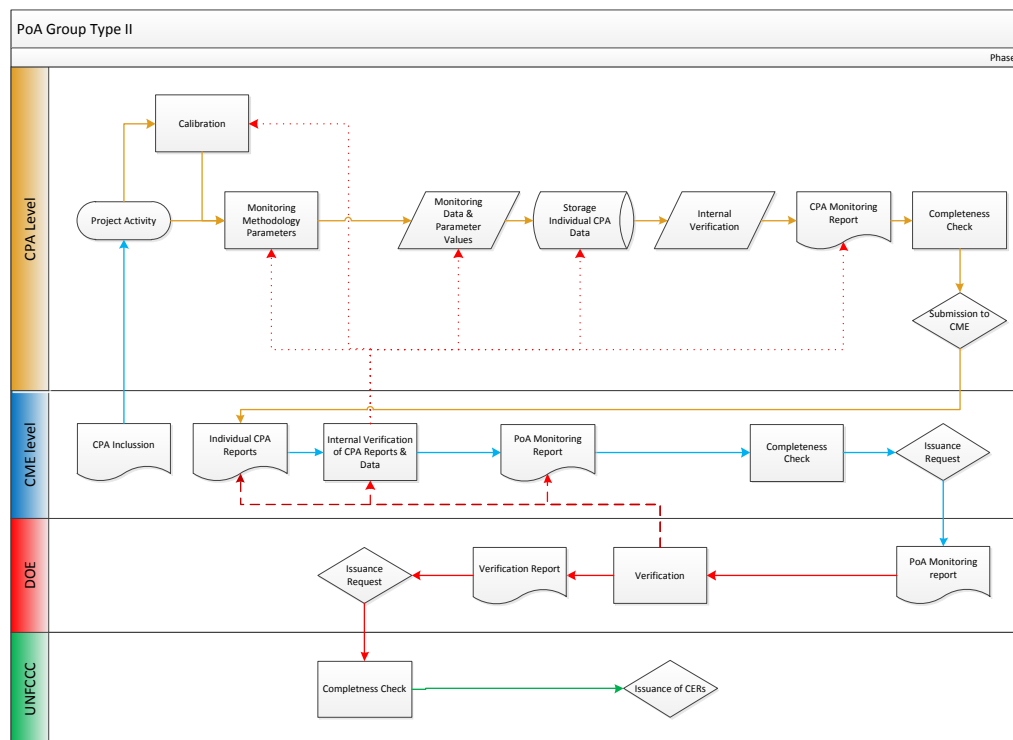 PoA Group Type II
Phase
CPA Level
Calibration
Project Activity
Monitoring
Methodology
Parameters
Monitoring
Data &
Parameter
Values
Storage
Individual CPA
Data
Internal
Verification
CPA Monitoring
Report
Completeness
Check
Submission to
CME
CME level
CPA Inclussion
Individual CPA
Reports
Internal Verification
of CPA Reports &
Data
PoA Monitoring
Report
Completeness
Check
Issuance
Request
DOE
Issuance
Request
Verification Report
Verification
PoA Monitoring
report
UNFCCC
Completness Check
Issuance of CERs